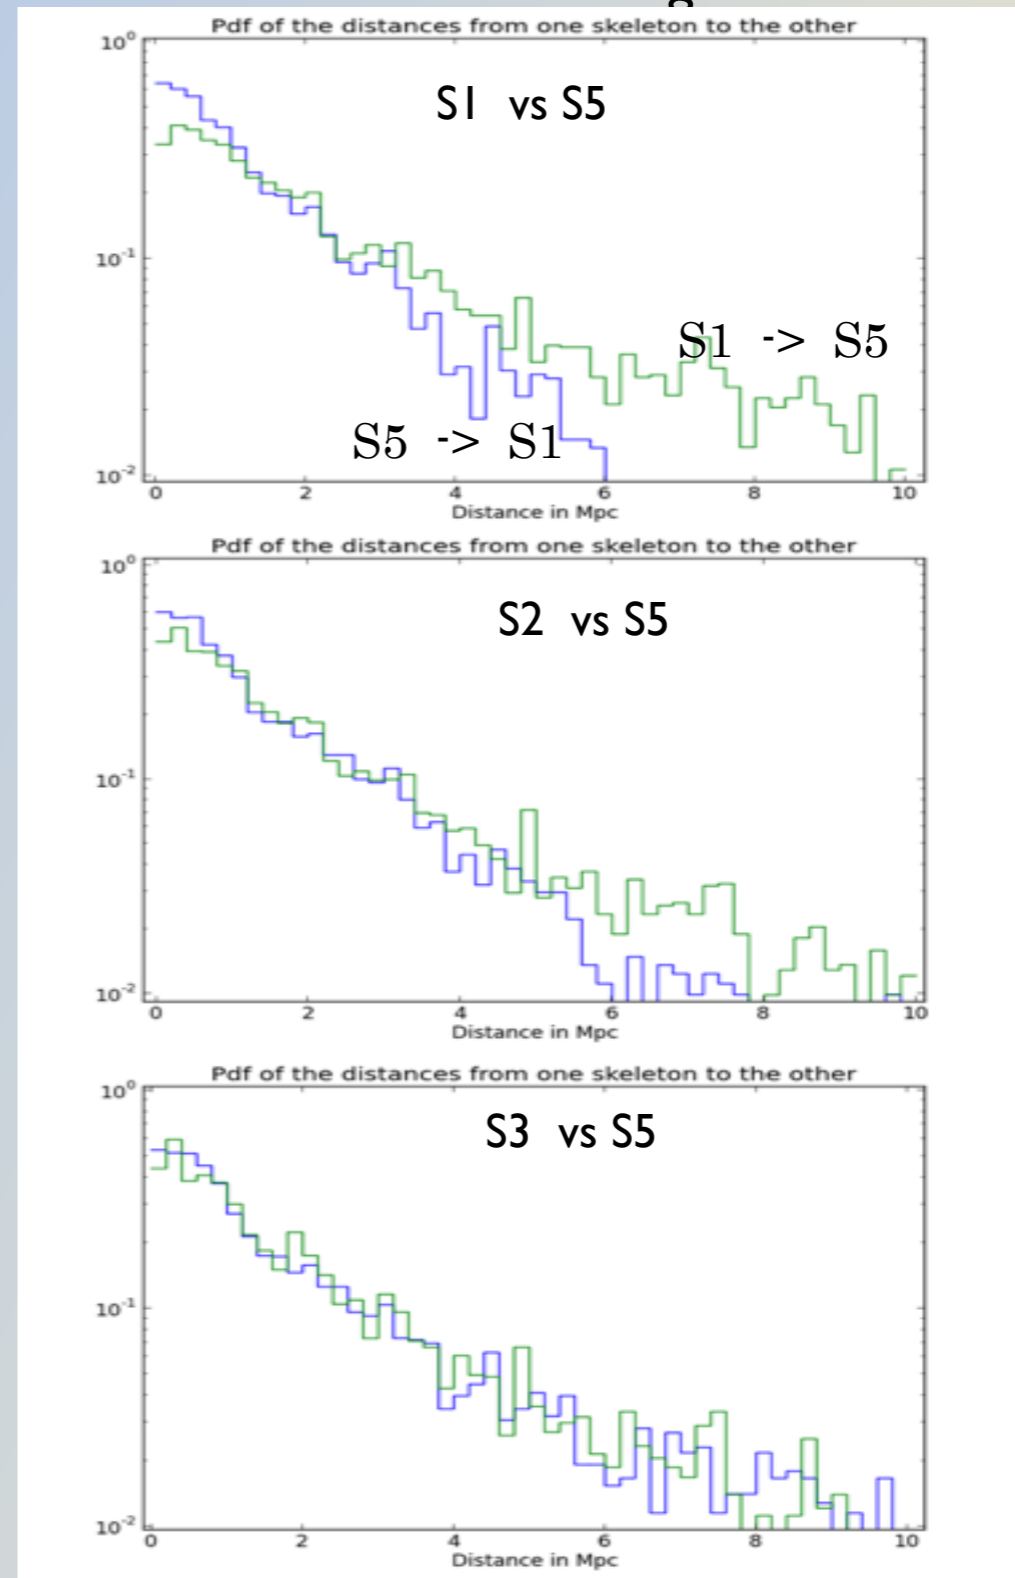 Pdf of the distances from one skeleton to the other
S1 vs S5
S1 -> S5
S5 -> S1
10⁰
10⁻¹
10⁻²
0 2 4 6 8 10
Distance in Mpc
Pdf of the distances from one skeleton to the other
S2 vs S5
10⁰
10⁻¹
10⁻²
0 2 4 6 8 10
Distance in Mpc
Pdf of the distances from one skeleton to the other
S3 vs S5
10⁰
10⁻¹
10⁻²
0 2 4 6 8 10
Distance in Mpc